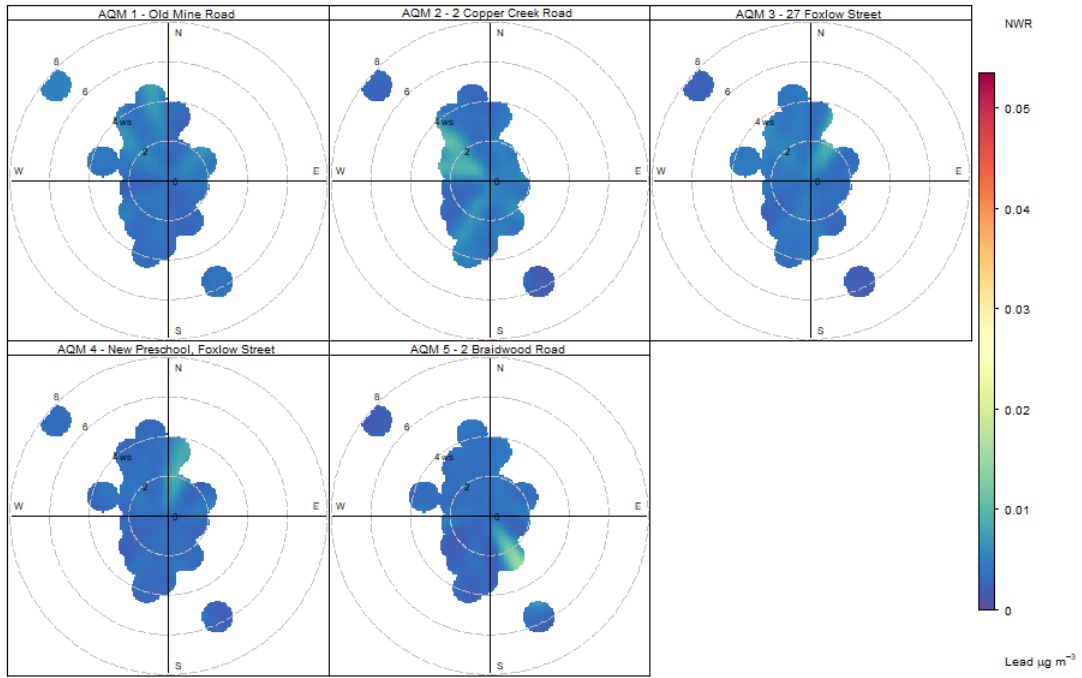 AQM 1 - Old Mine Road
AQM 2 - 2 Copper Creek Road
AQM 3 - 27 Foxlow Street
NWR
N
8
6
4 ws
2
0
W
E
S
N
8
6
4 ws
2
0
W
E
S
N
8
6
4 ws
2
0
W
E
S
0.05
0.04
0.03
0.02
0.01
0
AQM 4 - New Preschool, Foxlow Street
AQM 5 - 2 Braidwood Road
N
8
6
4 ws
2
0
W
E
S
N
8
6
4 ws
2
0
W
E
S
Lead μg m⁻³